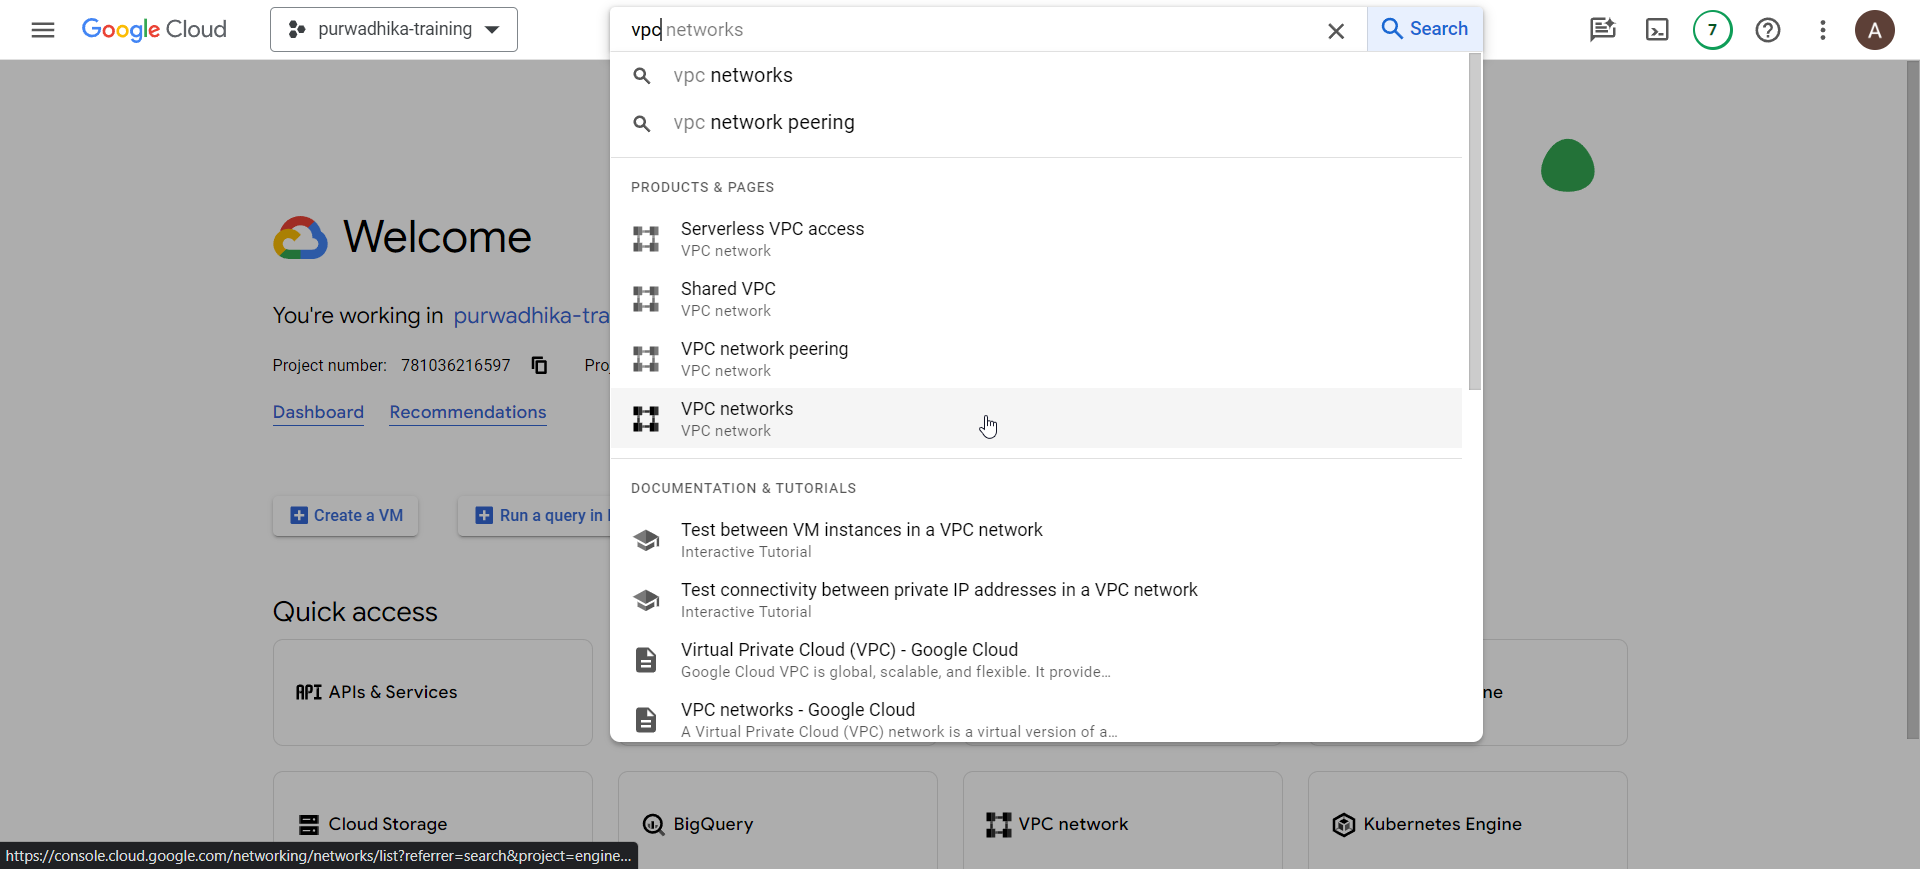 Google Cloud
purwadhika-training
vpc networks
Search
7
A
vpc networks
vpc network peering
PRODUCTS & PAGES
Serverless VPC access
VPC network
Shared VPC
VPC network
VPC network peering
VPC network
VPC networks
VPC network
DOCUMENTATION & TUTORIALS
Test between VM instances in a VPC network
Interactive Tutorial
Test connectivity between private IP addresses in a VPC network
Interactive Tutorial
Virtual Private Cloud (VPC) - Google Cloud
Google Cloud VPC is global, scalable, and flexible. It provide...
VPC networks - Google Cloud
A Virtual Private Cloud (VPC) network is a virtual version of a...
Welcome
You're working in purwadhika-tra
Project number: 781036216597 Pro
Dashboard Recommendations
Create a VM Run a query in
Quick access
API APIs & Services
ne
Cloud Storage
BigQuery
VPC network
Kubernetes Engine
https://console.cloud.google.com/networking/networks/list?referrer=search&project=engine...